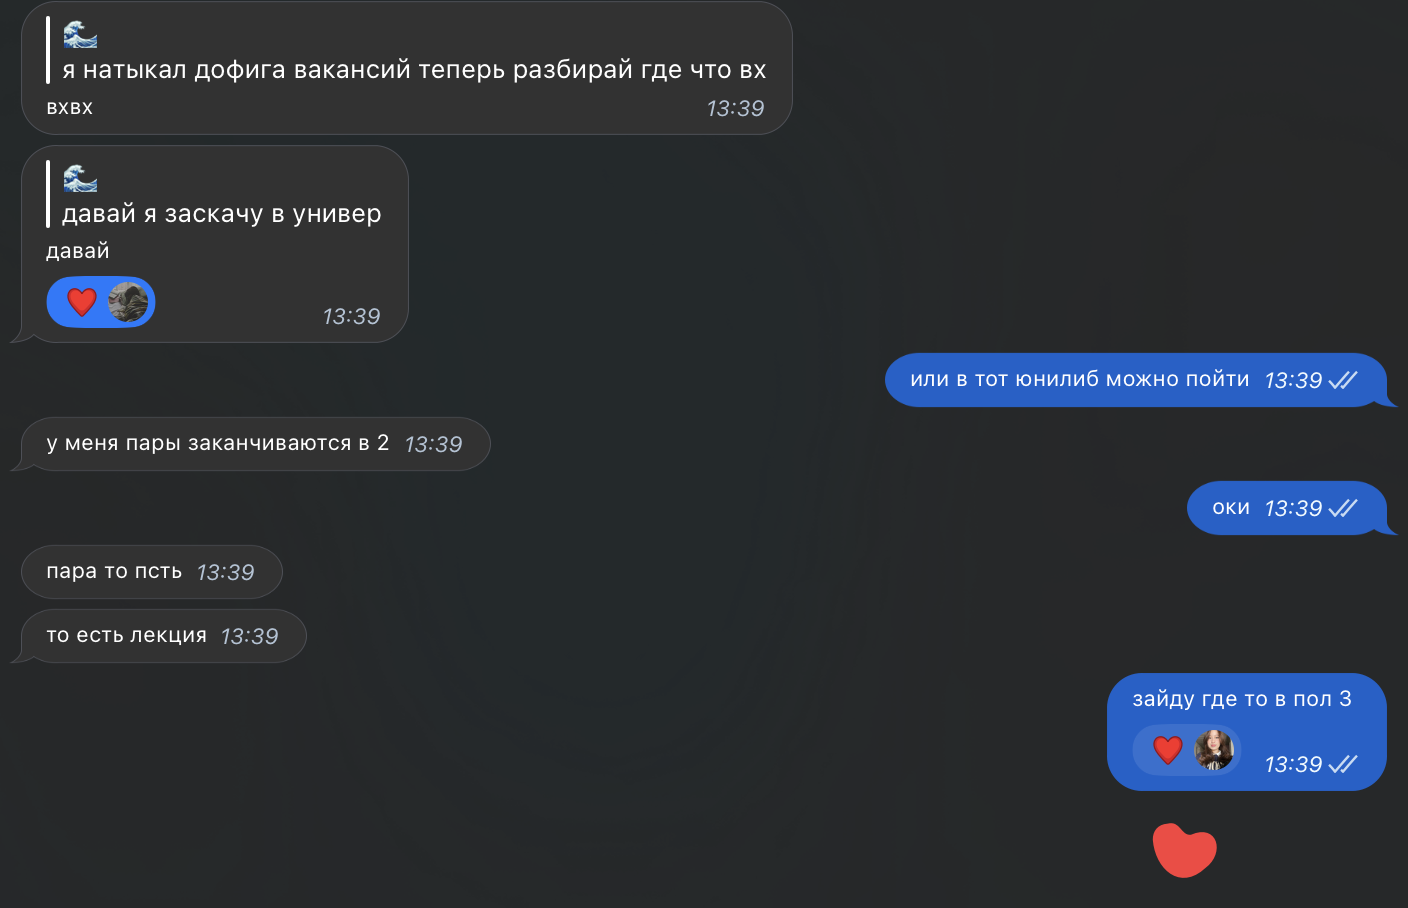 🌊
я натыкал дофига вакансий теперь разбирай где что вх
вхвх
13:39
🌊
давай я заскачу в универ
давай
❤️
13:39
или в тот юнилиб можно пойти 13:39
у меня пары заканчиваются в 2 13:39
оки 13:39
пара то псть 13:39
то есть лекция 13:39
зайду где то в пол 3
❤️
13:39